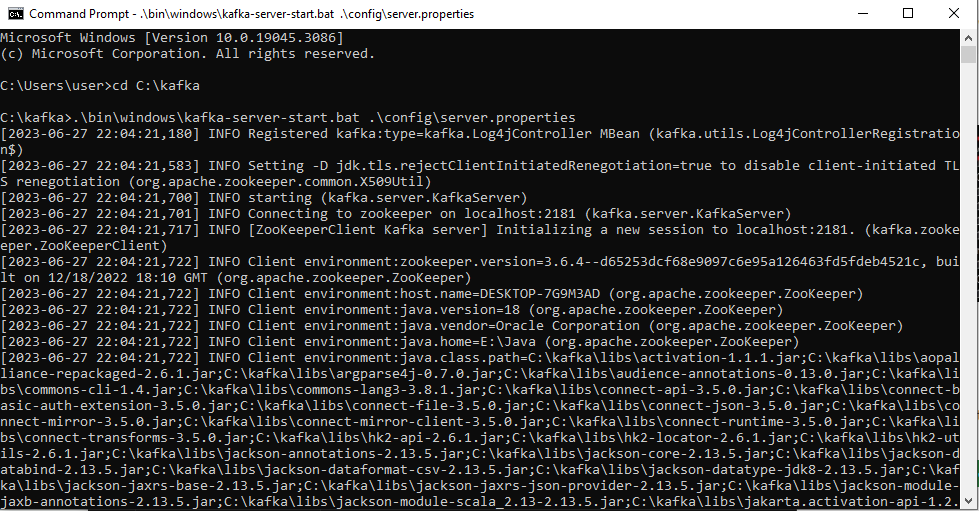 Command Prompt - .\bin\windows\kafka-server-start.bat .\config\server.properties
Microsoft Windows [Version 10.0.19045.3086]
(c) Microsoft Corporation. All rights reserved.
C:\Users\user>cd C:\kafka
C:\kafka>.\bin\windows\kafka-server-start.bat .\config\server.properties
[2023-06-27 22:04:21,180] INFO Registered kafka:type=kafka.Log4jController MBean (kafka.utils.Log4jControllerRegistratio
n$)
[2023-06-27 22:04:21,583] INFO Setting -D jdk.tls.rejectClientInitiatedRenegotiation=true to disable client-initiated TL
S renegotiation (org.apache.zookeeper.common.X509Util)
[2023-06-27 22:04:21,700] INFO starting (kafka.server.KafkaServer)
[2023-06-27 22:04:21,701] INFO Connecting to zookeeper on localhost:2181 (kafka.server.KafkaServer)
[2023-06-27 22:04:21,717] INFO [ZooKeeperClient Kafka server] Initializing a new session to localhost:2181. (kafka.zooke
eper.ZooKeeperClient)
[2023-06-27 22:04:21,722] INFO Client environment:zookeeper.version=3.6.4--d65253dcf68e9097c6e95a126463fd5fdeb4521c, bui
lt on 12/18/2022 18:10 GMT (org.apache.zookeeper.ZooKeeper)
[2023-06-27 22:04:21,722] INFO Client environment:host.name=DESKTOP-7G9M3AD (org.apache.zookeeper.ZooKeeper)
[2023-06-27 22:04:21,722] INFO Client environment:java.version=18 (org.apache.zookeeper.ZooKeeper)
[2023-06-27 22:04:21,722] INFO Client environment:java.vendor=Oracle Corporation (org.apache.zookeeper.ZooKeeper)
[2023-06-27 22:04:21,722] INFO Client environment:java.home=E:\Java (org.apache.zookeeper.ZooKeeper)
[2023-06-27 22:04:21,722] INFO Client environment:java.class.path=C:\kafka\libs\activation-1.1.1.jar;C:\kafka\libs\aopal
liance-repackaged-2.6.1.jar;C:\kafka\libs\argparse4j-0.7.0.jar;C:\kafka\libs\audience-annotations-0.13.0.jar;C:\kafka\li
bs\commons-cli-1.4.jar;C:\kafka\libs\commons-lang3-3.8.1.jar;C:\kafka\libs\connect-api-3.5.0.jar;C:\kafka\libs\connect-b
asic-auth-extension-3.5.0.jar;C:\kafka\libs\connect-file-3.5.0.jar;C:\kafka\libs\connect-json-3.5.0.jar;C:\kafka\libs\co
nnect-mirror-3.5.0.jar;C:\kafka\libs\connect-mirror-client-3.5.0.jar;C:\kafka\libs\connect-runtime-3.5.0.jar;C:\kafka\li
bs\connect-transforms-3.5.0.jar;C:\kafka\libs\hk2-api-2.6.1.jar;C:\kafka\libs\hk2-locator-2.6.1.jar;C:\kafka\libs\hk2-ut
ils-2.6.1.jar;C:\kafka\libs\jackson-annotations-2.13.5.jar;C:\kafka\libs\jackson-core-2.13.5.jar;C:\kafka\libs\jackson-d
atabind-2.13.5.jar;C:\kafka\libs\jackson-dataformat-csv-2.13.5.jar;C:\kafka\libs\jackson-datatype-jdk8-2.13.5.jar;C:\kaf
ka\libs\jackson-jaxrs-base-2.13.5.jar;C:\kafka\libs\jackson-jaxrs-json-provider-2.13.5.jar;C:\kafka\libs\jackson-module-
jaxb-annotations-2.13.5.jar;C:\kafka\libs\jackson-module-scala_2.13-2.13.5.jar;C:\kafka\libs\jakarta.activation-api-1.2.